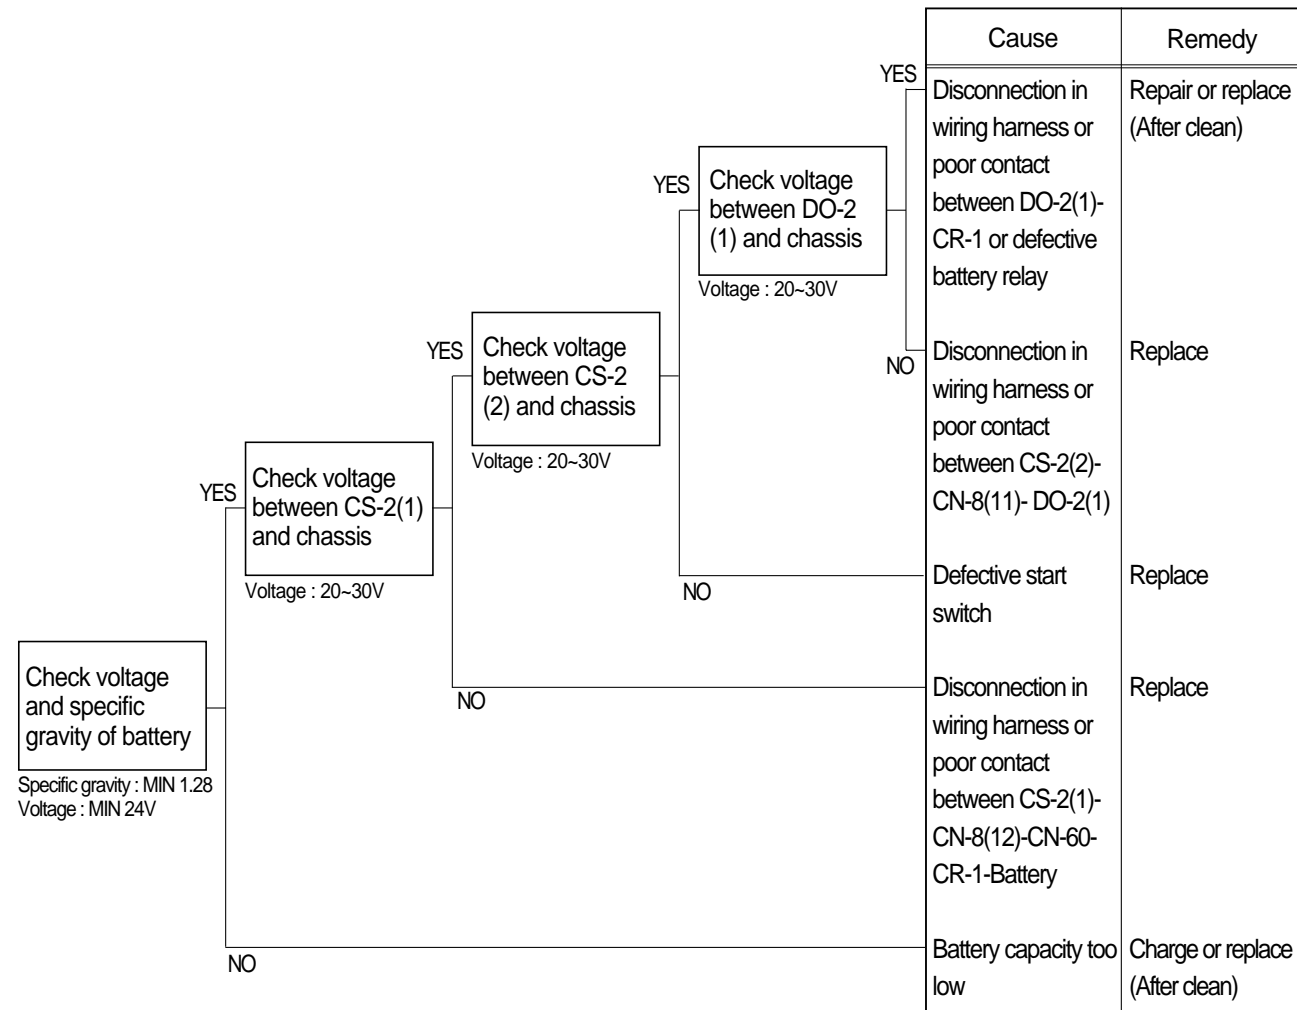 Cause
Remedy
YES
Disconnection in
wiring harness or
poor contact
between DO-2(1)-
CR-1 or defective
battery relay
Repair or replace
(After clean)
YES
Check voltage
between DO-2
(1) and chassis
Voltage : 20~30V
NO
Disconnection in
wiring harness or
poor contact
between CS-2(2)-
CN-8(11)- DO-2(1)
Replace
YES
Check voltage
between CS-2
(2) and chassis
Voltage : 20~30V
NO
Defective start
switch
Replace
YES
Check voltage
between CS-2(1)
and chassis
Voltage : 20~30V
NO
Disconnection in
wiring harness or
poor contact
between CS-2(1)-
CN-8(12)-CN-60-
CR-1-Battery
Replace
Check voltage
and specific
gravity of battery
Specific gravity : MIN 1.28
Voltage : MIN 24V
NO
Battery capacity too
low
Charge or replace
(After clean)